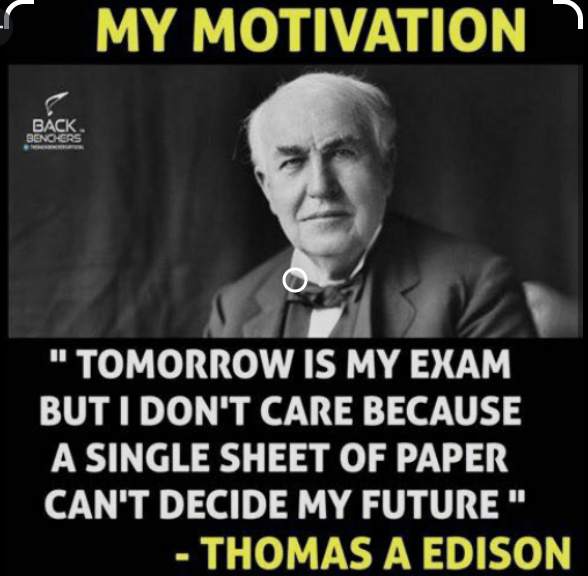 MY MOTIVATION
BACK
BENCHERS
" TOMORROW IS MY EXAM
BUT I DON'T CARE BECAUSE
A SINGLE SHEET OF PAPER
CAN'T DECIDE MY FUTURE "
- THOMAS A EDISON